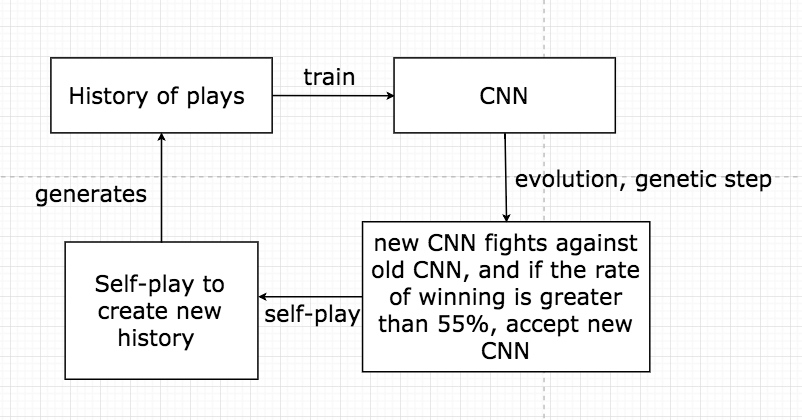 History of plays
train
CNN
evolution, genetic step
generates
new CNN fights against
old CNN, and if the rate
of winning is greater
than 55%, accept new
CNN
self-play
Self-play to
create new
history